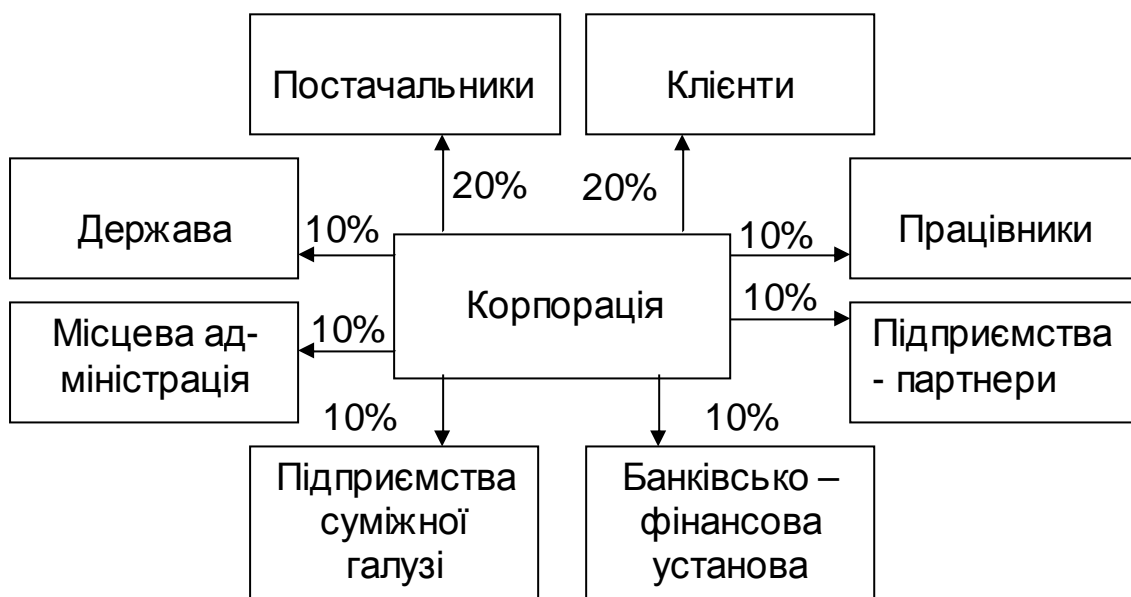 Постачальники
Клієнти
20%
20%
Держава
10%
10%
Працівники
Корпорація
10%
Місцева ад-
міністрація
10%
Підприємства
- партнери
10%
10%
Підприємства
суміжної
галузі
Банківсько –
фінансова
установа